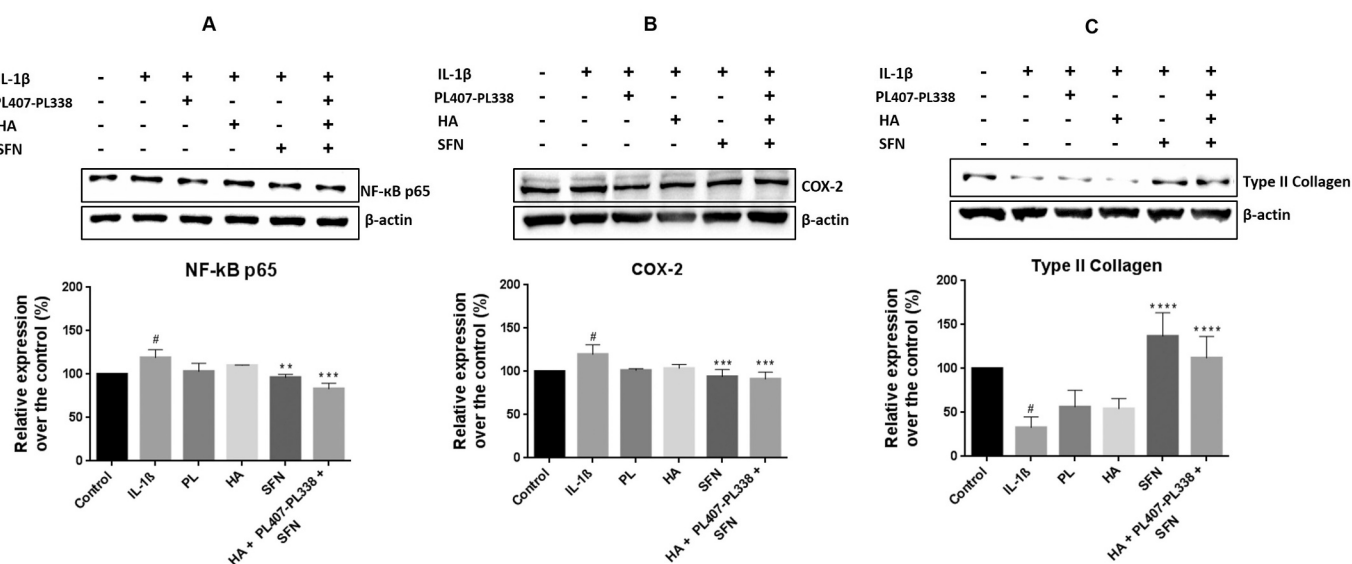 A
IL-1β - + + + + +
PL407-PL338 - - + - - +
HA - - - + - +
SFN - - - - + +
NF-κB p65
β-actin
NF-kB p65
Relative expression
over the control (%)
200
150
100
50
0
#
**
***
Control
IL-1ß
PL
HA
SFN
HA + PL407-PL338 +
SFN
B
IL-1β - + + + + +
PL407-PL338 - - + - - +
HA - - - + - +
SFN - - - - + +
COX-2
β-actin
COX-2
Relative expression
over the control (%)
200
150
100
50
0
#
***
***
Control
IL-1ß
PL
HA
SFN
HA + PL407-PL338 +
SFN
C
IL-1β - + + + + +
PL407-PL338 - - + - - +
HA - - - + - +
SFN - - - - + +
Type II Collagen
β-actin
Type II Collagen
Relative expression
over the control (%)
200
150
100
50
0
#
****
****
Control
IL-1ß
PL
HA
SFN
HA + PL407-PL338 +
SFN